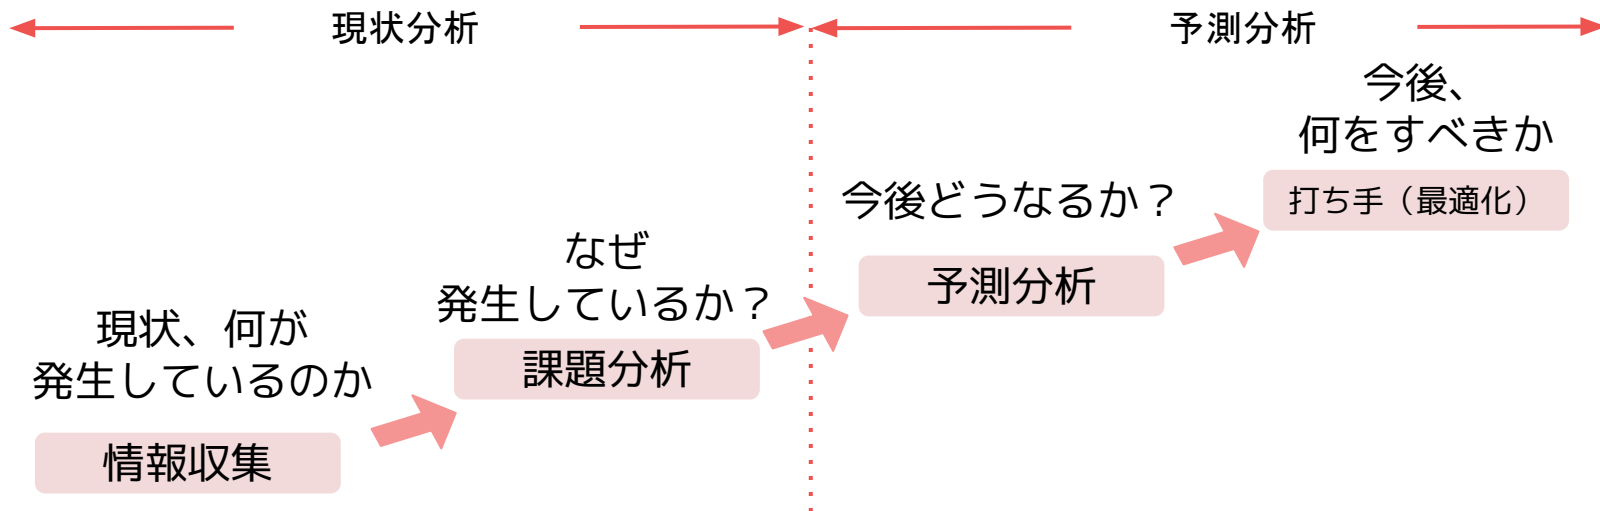 現状分析
予測分析
現状、何が
発生しているのか
情報収集
なぜ
発生しているか？
課題分析
今後どうなるか？
予測分析
今後、
何をすべきか
打ち手（最適化）